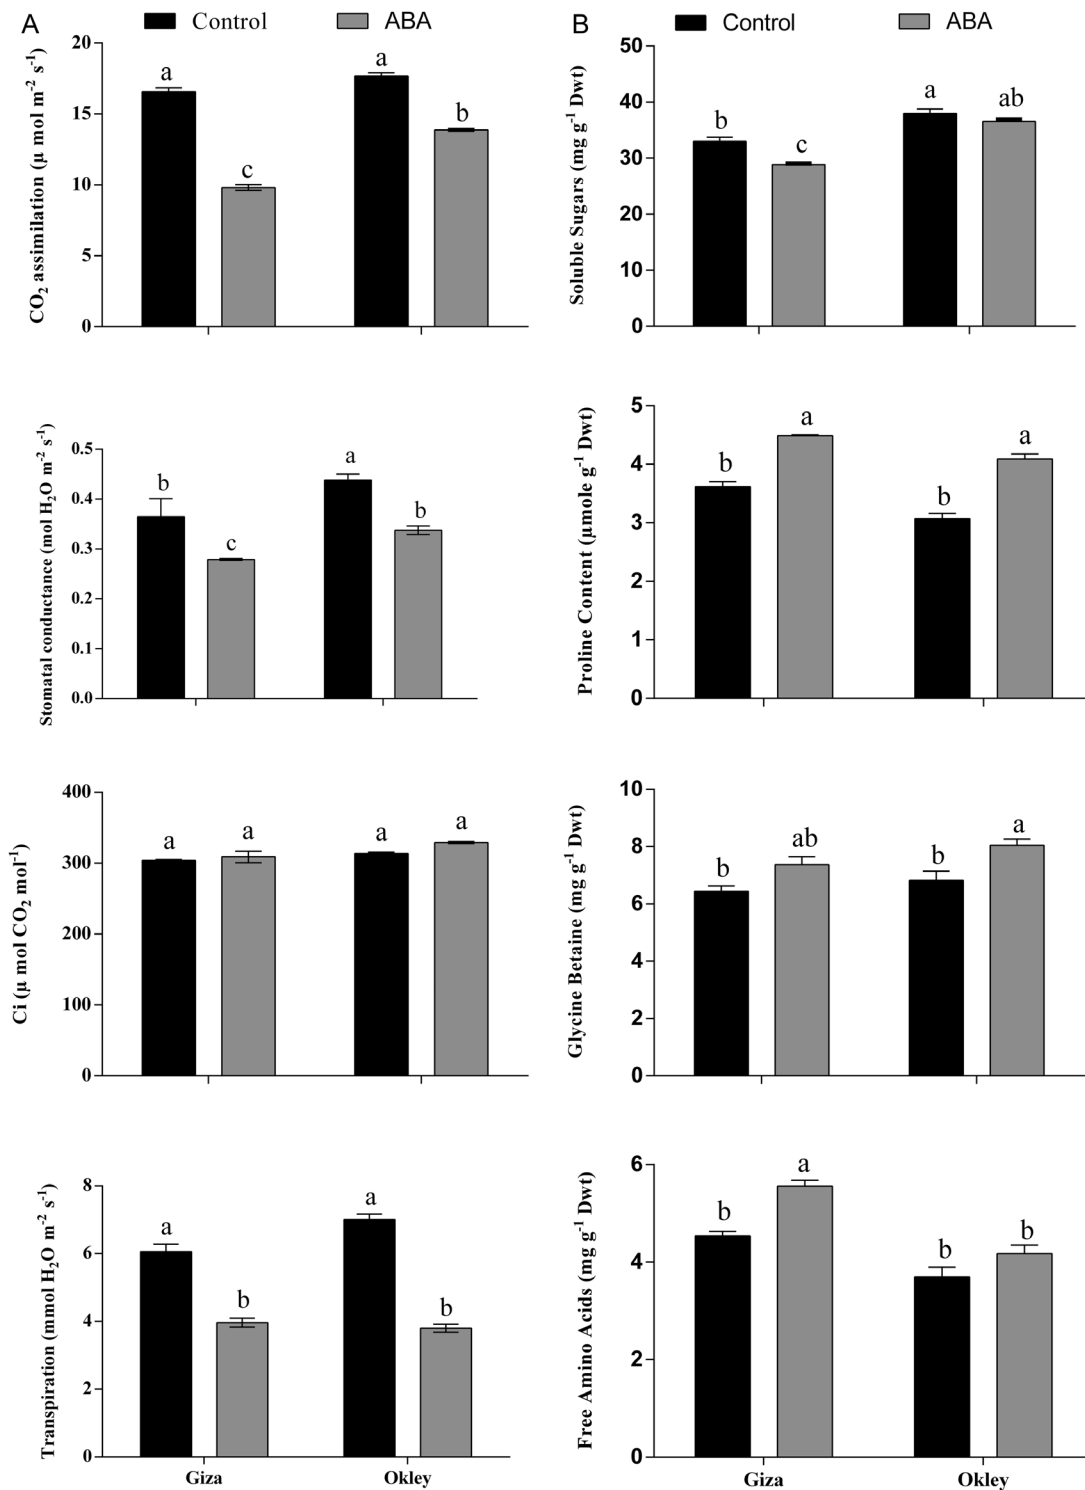 A
Control
ABA
CO₂ assimilation (µ mol m⁻² s⁻¹)
20
15
10
5
0
a
c
a
b
Stomatal conductance (mol H₂O m⁻² s⁻¹)
0.5
0.4
0.3
0.2
0.1
0.0
b
c
a
b
Ci (µ mol CO₂ mol⁻¹)
400
300
200
100
0
a
a
a
a
Transpiration (mmol H₂O m⁻² s⁻¹)
8
6
4
2
0
a
b
a
b
Giza
Okley
B
Control
ABA
Soluble Sugars (mg g⁻¹ Dwt)
50
40
30
20
10
0
b
c
a
ab
Proline Content (µmole g⁻¹ Dwt)
5
4
3
2
1
0
b
a
b
a
Glycine Betaine (mg g⁻¹ Dwt)
10
8
6
4
2
0
b
ab
b
a
Free Amino Acids (mg g⁻¹ Dwt)
6
4
2
0
b
a
b
b
Giza
Okley